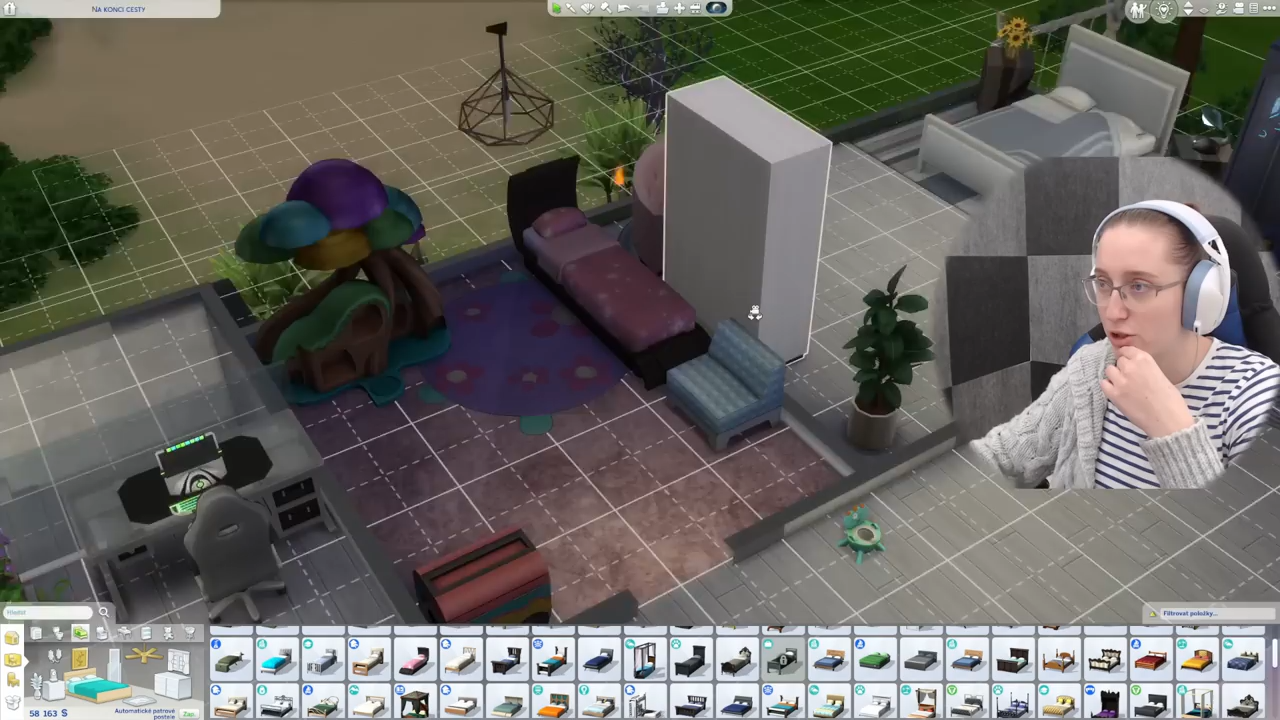 NA KONCI CESTY
Hledat
Filtrovat položky...
58 163 $
Automatické patrové
postele
Zap.